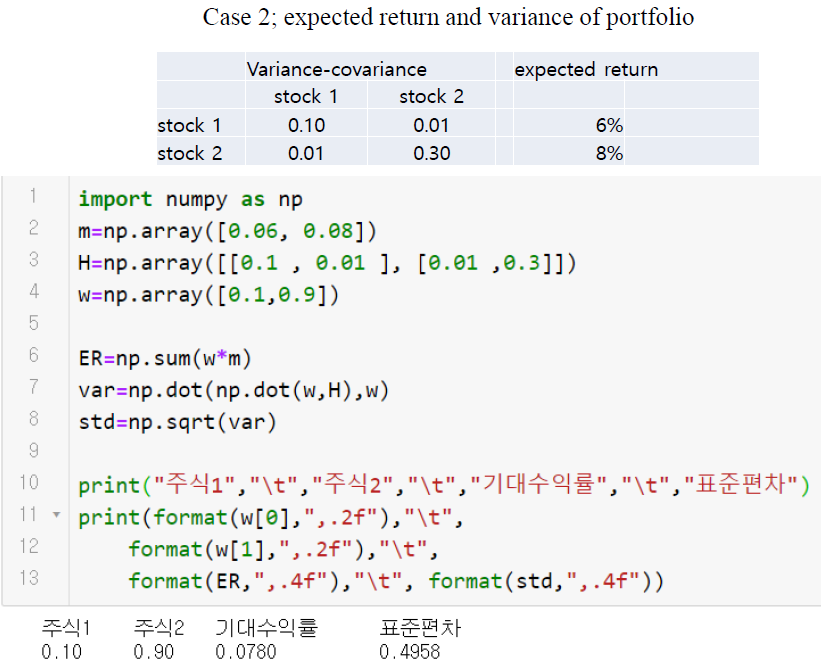 Case 2; expected return and variance of portfolio
Variance-covariance expected return
stock 1 stock 2
stock 1 0.10 0.01 6%
stock 2 0.01 0.30 8%
1 import numpy as np
2 m=np.array([0.06, 0.08])
3 H=np.array([[0.1 , 0.01 ], [0.01 ,0.3]])
4 w=np.array([0.1,0.9])
5
6 ER=np.sum(w*m)
7 var=np.dot(np.dot(w,H),w)
8 std=np.sqrt(var)
9
10 print("주식1","\t","주식2","\t","기대수익률","\t","표준편차")
11 print(format(w[0],",.2f"),"\t",
12 format(w[1],",.2f"),"\t",
13 format(ER,",.4f"),"\t", format(std,",.4f"))
주식1 주식2 기대수익률 표준편차
0.10 0.90 0.0780 0.4958